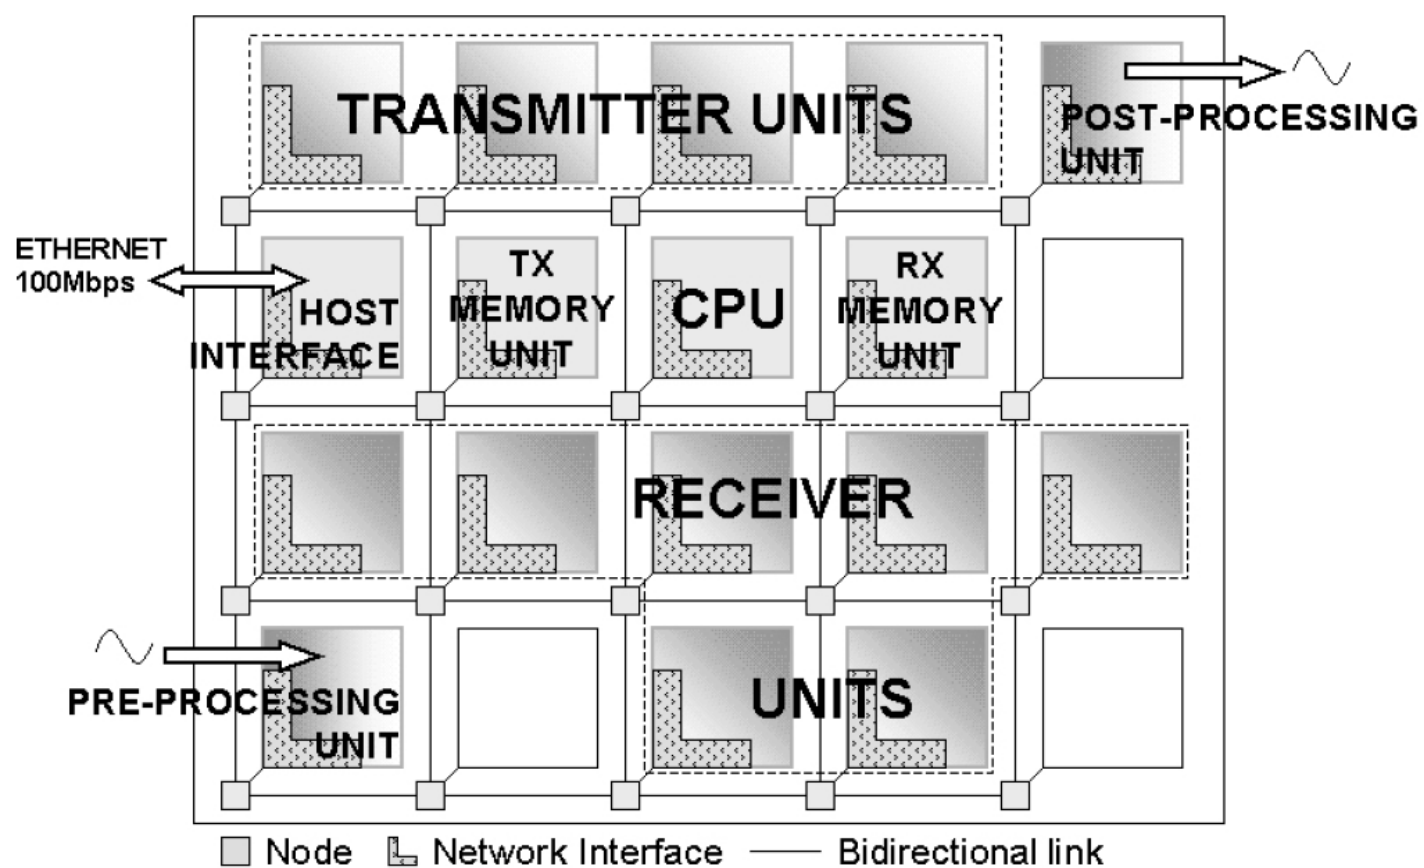 TRANSMITTER UNITS
POST-PROCESSING
UNIT
ETHERNET
100Mbps
HOST
INTERFACE
TX
MEMORY
UNIT
CPU
RX
MEMORY
UNIT
RECEIVER
UNITS
PRE-PROCESSING
UNIT
Node
Network Interface
Bidirectional link